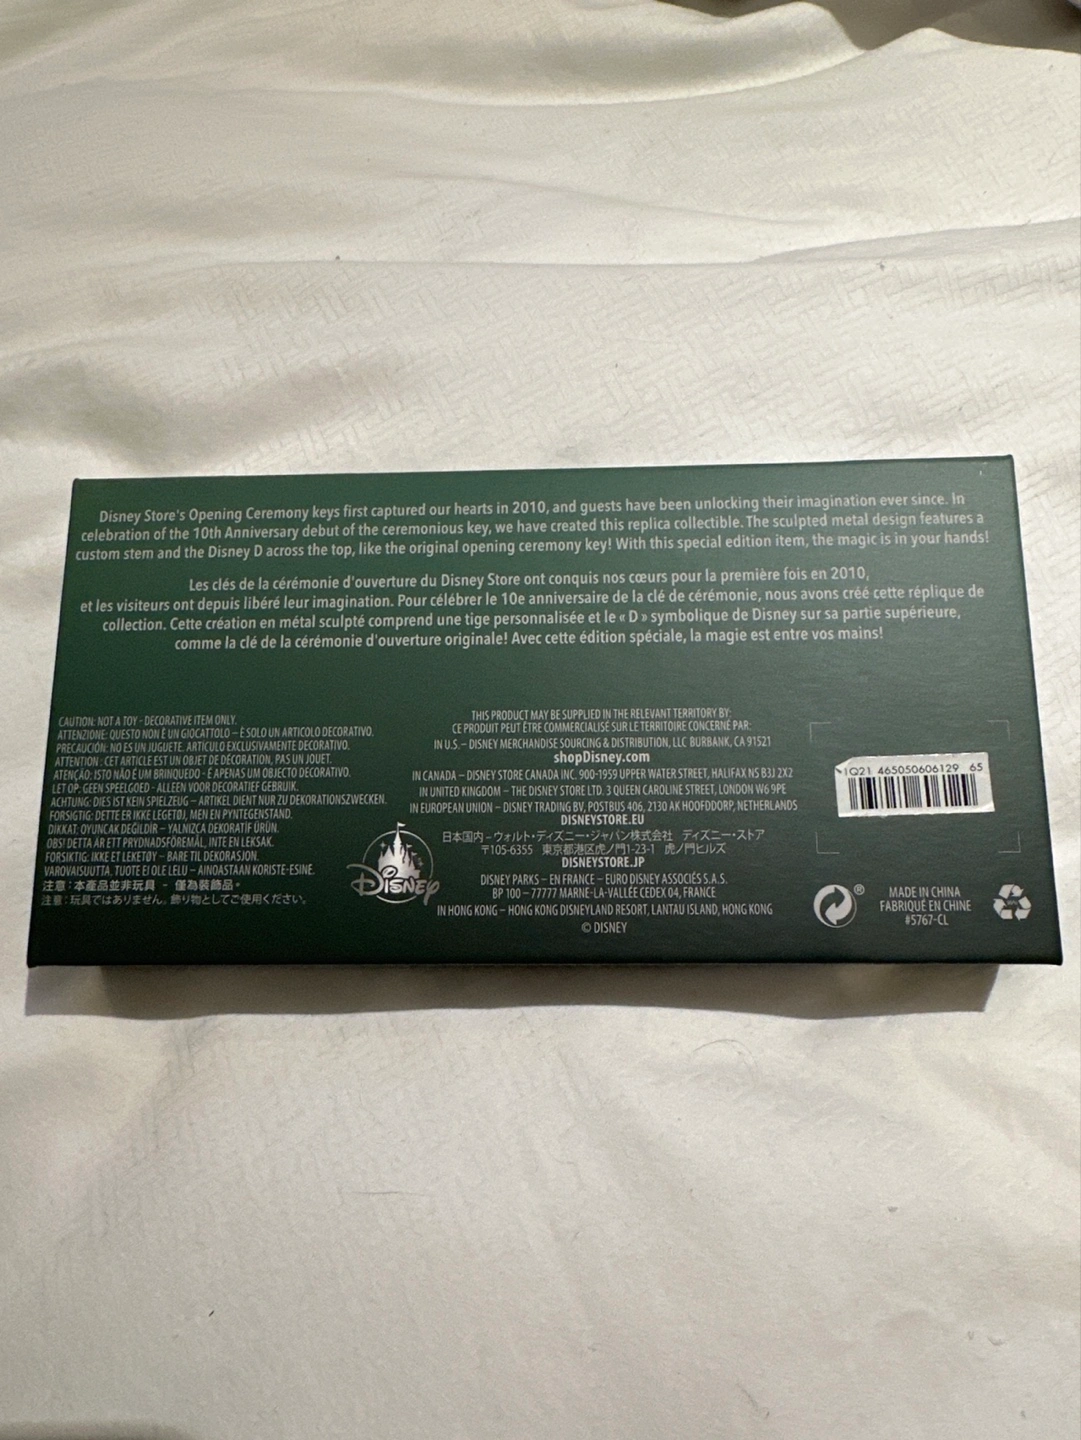 Disney Store's Opening Ceremony keys first captured our hearts in 2010, and guests have been unlocking their imagination ever since. In
celebration of the 10th Anniversary debut of the ceremonious key, we have created this replica collectible. The sculpted metal design features a
custom stem and the Disney D across the top, like the original opening ceremony key! With this special edition item, the magic is in your hands!
Les clés de la cérémonie d'ouverture du Disney Store ont conquis nos cœurs pour la première fois en 2010,
et les visiteurs ont depuis libéré leur imagination. Pour célébrer le 10e anniversaire de la clé de cérémonie, nous avons créé cette réplique de
collection. Cette création en métal sculpté comprend une tige personnalisée et le « D » symbolique de Disney sur sa partie supérieure,
comme la clé de la cérémonie d'ouverture originale! Avec cette édition spéciale, la magie est entre vos mains!
CAUTION: NOT A TOY - DECORATIVE ITEM ONLY.
ATTENZIONE: QUESTO NON È UN GIOCATTOLO – È SOLO UN ARTICOLO DECORATIVO.
PRECAUCIÓN: NO ES UN JUGUETE. ARTÍCULO EXCLUSIVAMENTE DECORATIVO.
ATTENTION : CET ARTICLE EST UN OBJET DE DÉCORATION, PAS UN JOUET.
ATENÇÃO: ISTO NÃO É UM BRINQUEDO - É APENAS UM OBJECTO DECORATIVO.
LET OP: GEEN SPEELGOED - ALLEEN VOOR DECORATIEF GEBRUIK.
ACHTUNG: DIES IST KEIN SPIELZEUG – ARTIKEL DIENT NUR ZU DEKORATIONSZWECKEN.
FORSIGTIG: DETTE ER IKKE LEGETØJ, MEN EN PYNTEGENSTAND.
DİKKAT: OYUNCAK DEĞİLDİR – YALNIZCA DEKORATİF ÜRÜN.
OBS! DETTA ÄR ETT PRYDNADSFÖREMÅL, INTE EN LEKSAK.
FORSIKTIG: IKKE ET LEKETØY – BARE TIL DEKORASJON.
VAROVAISUUTTA. TUOTE EI OLE LELU – AINOASTAAN KORISTE-ESINE.
注意：本產品並非玩具 - 僅為裝飾品。
注意：玩具ではありません。飾り物としてご使用ください。
Disney
THIS PRODUCT MAY BE SUPPLIED IN THE RELEVANT TERRITORY BY:
CE PRODUIT PEUT ÊTRE COMMERCIALISÉ SUR LE TERRITOIRE CONCERNÉ PAR:
IN U.S. – DISNEY MERCHANDISE SOURCING & DISTRIBUTION, LLC BURBANK, CA 91521
shopDisney.com
IN CANADA – DISNEY STORE CANADA INC. 900-1959 UPPER WATER STREET, HALIFAX NS B3J 2X2
IN UNITED KINGDOM – THE DISNEY STORE LTD. 3 QUEEN CAROLINE STREET, LONDON W6 9PE
IN EUROPEAN UNION – DISNEY TRADING BV, POSTBUS 406, 2130 AK HOOFDDORP, NETHERLANDS
DISNEYSTORE.EU
日本国内 – ウォルト・ディズニー・ジャパン株式会社 ディズニー・ストア
〒105-6355 東京都港区虎ノ門1-23-1 虎ノ門ヒルズ
DISNEYSTORE.JP
DISNEY PARKS – EN FRANCE – EURO DISNEY ASSOCIÉS S.A.S.
BP 100 – 77777 MARNE-LA-VALLÉE CEDEX 04, FRANCE
IN HONG KONG – HONG KONG DISNEYLAND RESORT, LANTAU ISLAND, HONG KONG
© DISNEY
1Q21 465050606129 65
®
MADE IN CHINA
FABRIQUÉ EN CHINE
#5767-CL